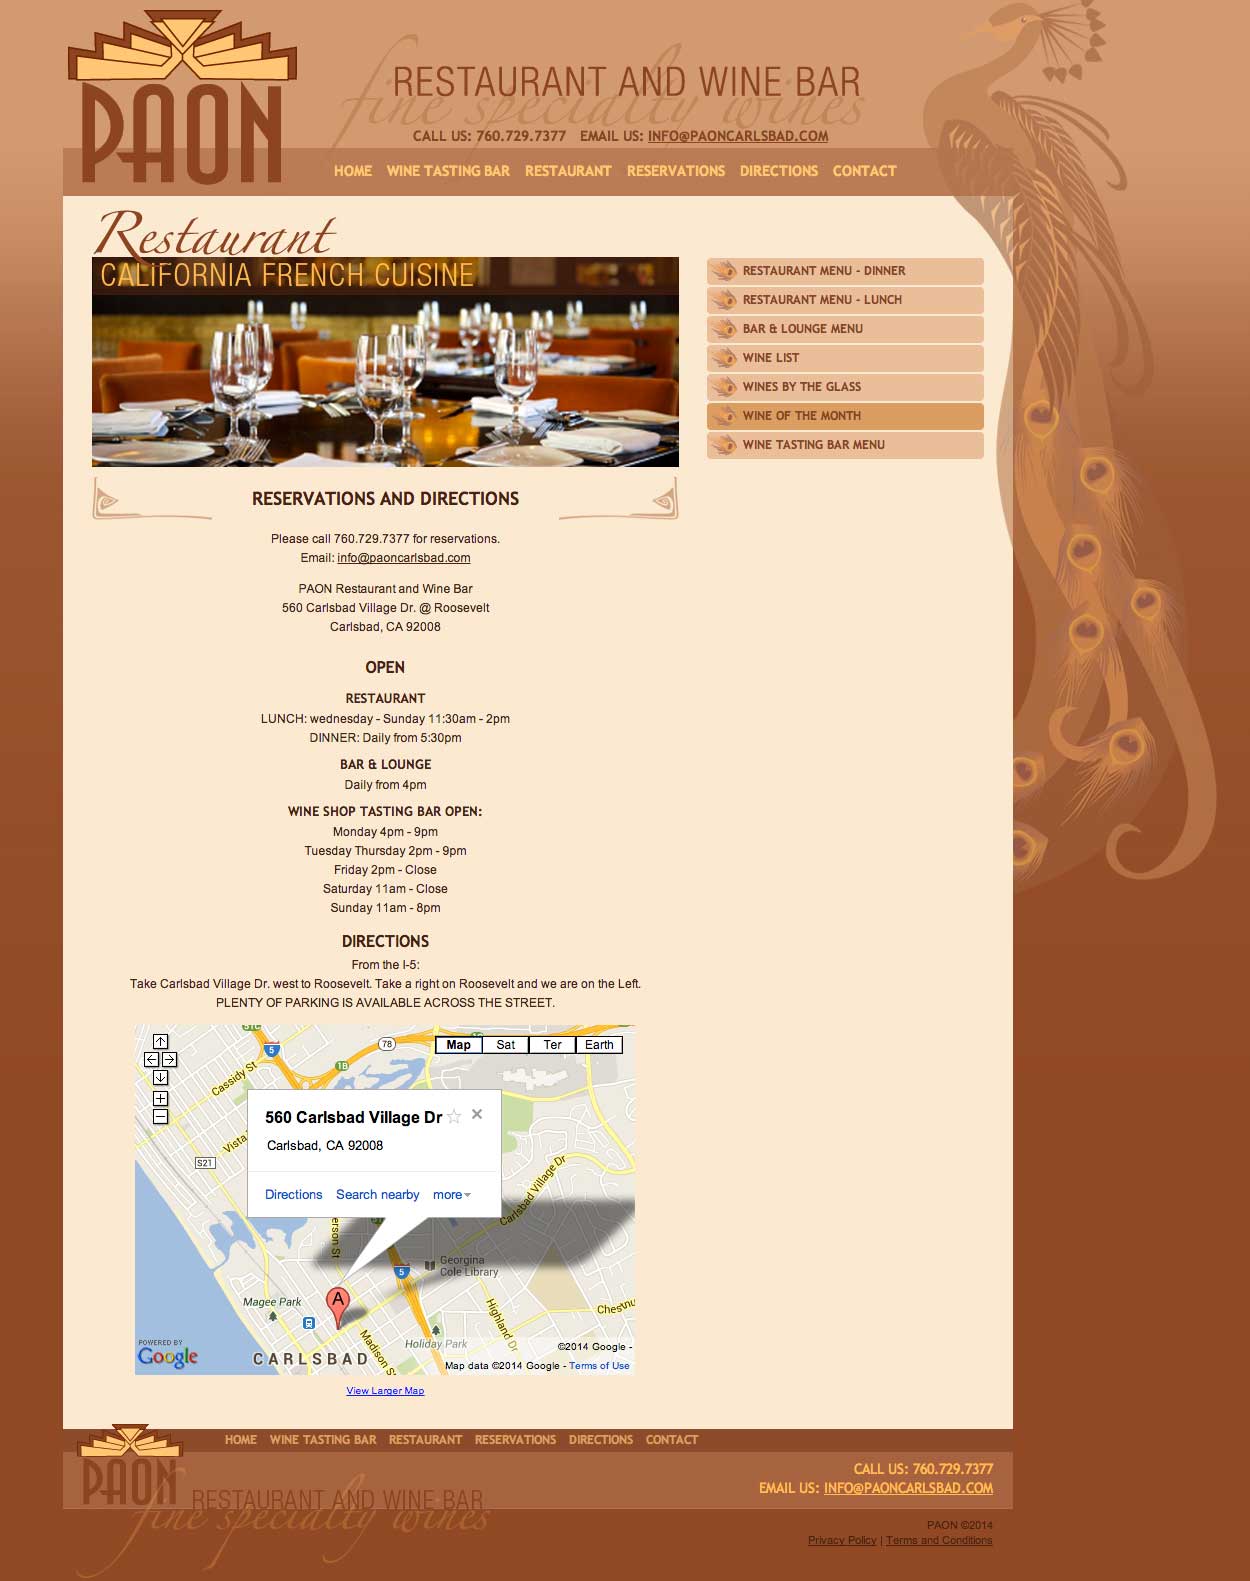 PAON
RESTAURANT AND WINE BAR
fine specialty wines
CALL US: 760.729.7377 EMAIL US: INFO@PAONCARLSBAD.COM
HOME WINE TASTING BAR RESTAURANT RESERVATIONS DIRECTIONS CONTACT
Restaurant
CALIFORNIA FRENCH CUISINE
RESTAURANT MENU - DINNER
RESTAURANT MENU - LUNCH
BAR & LOUNGE MENU
WINE LIST
WINES BY THE GLASS
WINE OF THE MONTH
WINE TASTING BAR MENU
RESERVATIONS AND DIRECTIONS
Please call 760.729.7377 for reservations.
Email: info@paoncarlsbad.com
PAON Restaurant and Wine Bar
560 Carlsbad Village Dr. @ Roosevelt
Carlsbad, CA 92008
OPEN
RESTAURANT
LUNCH: wednesday - Sunday 11:30am - 2pm
DINNER: Daily from 5:30pm
BAR & LOUNGE
Daily from 4pm
WINE SHOP TASTING BAR OPEN:
Monday 4pm - 9pm
Tuesday Thursday 2pm - 9pm
Friday 2pm - Close
Saturday 11am - Close
Sunday 11am - 8pm
DIRECTIONS
From the I-5:
Take Carlsbad Village Dr. west to Roosevelt. Take a right on Roosevelt and we are on the Left.
PLENTY OF PARKING IS AVAILABLE ACROSS THE STREET.
Map Sat Ter Earth
78
5
1B
Cassidy St
Vista
S21
560 Carlsbad Village Dr
Carlsbad, CA 92008
Directions Search nearby more
Carlsbad Village Dr
erson St
Georgina
Cole Library
5
Magee Park
A
Highland Dr
Chestnu
Madison S
Holiday Park
CARLSBAD
POWERED BY
Google
©2014 Google -
Map data ©2014 Google - Terms of Use
View Larger Map
HOME WINE TASTING BAR RESTAURANT RESERVATIONS DIRECTIONS CONTACT
PAON
RESTAURANT AND WINE BAR
fine specialty wines
CALL US: 760.729.7377
EMAIL US: INFO@PAONCARLSBAD.COM
PAON ©2014
Privacy Policy | Terms and Conditions